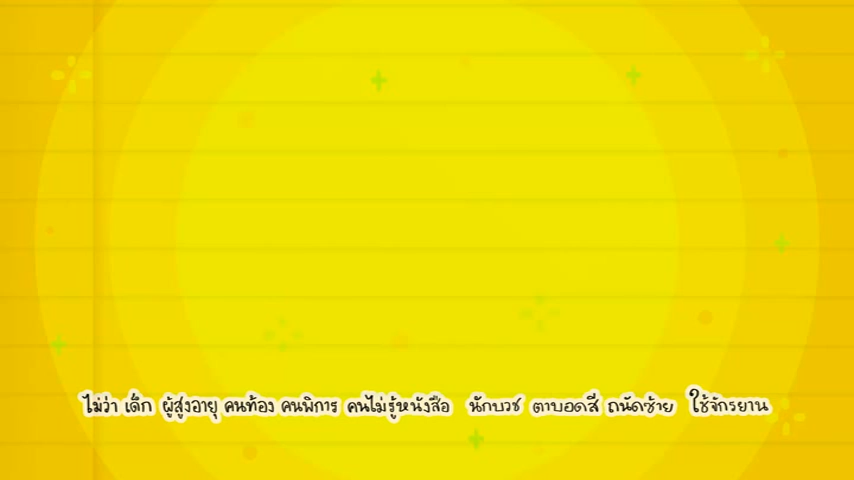 ไม่ว่า เด็ก ผู้สูงอายุ คนท้อง คนพิการ คนไม่รู้หนังสือ นักบวช ตาบอดสี ถนัดซ้าย ใช้จักรยาน